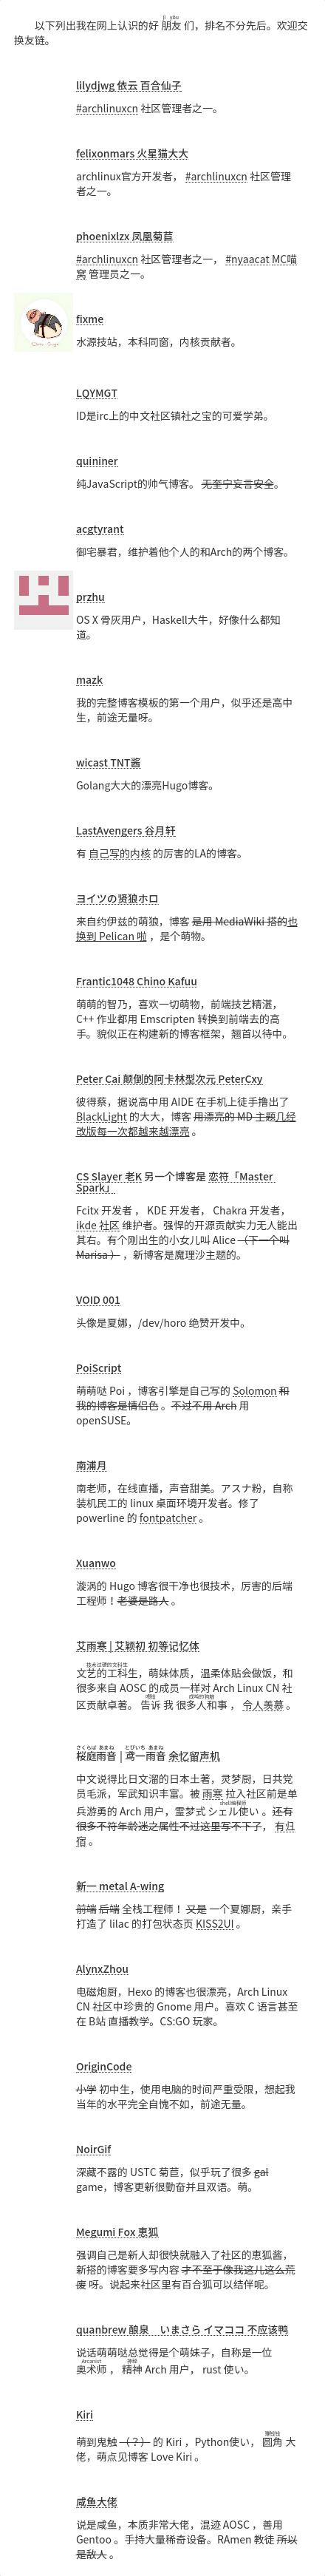 以下列出我在网上认识的好 朋友 们，排名不分先后。欢迎交
换友链。
lilydjwg 依云 百合仙子
#archlinuxcn 社区管理者之一。
felixonmars 火星猫大大
archlinux官方开发者， #archlinuxcn 社区管理
者之一。
phoenixlzx 凤凰菊苣
#archlinuxcn 社区管理者之一， #nyaacat MC喵
窝 管理员之一。
fixme
水源技站，本科同窗，内核贡献者。
LQYMGT
ID是irc上的中文社区镇社之宝的可爱学弟。
quininer
纯JavaScript的帅气博客。 无奎宁妄言安全。
acgtyrant
御宅暴君，维护着他个人的和Arch的两个博客。
przhu
OS X 骨灰用户，Haskell大牛，好像什么都知
道。
mazk
我的完整博客模板的第一个用户，似乎还是高中
生，前途无量呀。
wicast TNT酱
Golang大大的漂亮Hugo博客。
LastAvengers 谷月轩
有 自己写的内核 的厉害的LA的博客。
ヨイツの贤狼ホロ
来自约伊兹的萌狼，博客 是用 MediaWiki 搭的也
换到 Pelican 啦 ，是个萌物。
Frantic1048 Chino Kafuu
萌萌的智乃，喜欢一切萌物，前端技艺精湛，
C++ 作业都用 Emscripten 转换到前端去的高
手。貌似正在构建新的博客框架，翘首以待中。
Peter Cai 颠倒的阿卡林型次元 PeterCxy
彼得蔡，据说高中用 AIDE 在手机上徒手撸出了
BlackLight 的大大，博客 用漂亮的 MD 主题几经
改版每一次都越来越漂亮 。
CS Slayer 老K 另一个博客是 恋符「Master
Spark」
Fcitx 开发者 ， KDE 开发者， Chakra 开发者，
ikde 社区 维护者。强悍的开源贡献实力无人能出
其右。有个刚出生的小女儿叫 Alice （下一个叫
Marisa ） ，新博客是魔理沙主题的。
VOID 001
头像是夏娜，/dev/horo 绝赞开发中。
PoiScript
萌萌哒 Poi ，博客引擎是自己写的 Solomon 和
我的博客是情侣色 。不过不用 Arch 用
openSUSE。
南浦月
南老师，在线直播，声音甜美。アスナ粉，自称
装机民工的 linux 桌面环境开发者。修了
powerline 的 fontpatcher 。
Xuanwo
漩涡的 Hugo 博客很干净也很技术，厉害的后端
工程师！老婆是路人 。
艾雨寒 | 艾颖初 初等记忆体
文艺的工科生，萌妹体质，温柔体贴会做饭，和
很多来自 AOSC 的成员一样对 Arch Linux CN 社
区贡献卓著。 告诉 我 很多人和事 ， 令人羡慕 。
さくらば あまね とびいち あまね
桜庭雨音 | 鸢一雨音 余忆留声机
中文说得比日文溜的日本土著，灵梦厨，日共党
员毛派，军武知识丰富。被 雨寒 拉入社区前是单
兵游勇的 Arch 用户，霊梦式 シェル使い 。还有
很多不符年龄迷之属性不过这里写不下了， 有归
宿 。
新一 metal A-wing
前端 后端 全栈工程师！ 又是 一个夏娜厨，亲手
打造了 lilac 的打包状态页 KISS2UI 。
AlynxZhou
电磁炮厨，Hexo 的博客也很漂亮，Arch Linux
CN 社区中珍贵的 Gnome 用户。喜欢 C 语言甚至
在 B站 直播教学。CS:GO 玩家。
OriginCode
小学 初中生，使用电脑的时间严重受限，想起我
当年的水平完全自愧不如，前途无量。
NoirGif
深藏不露的 USTC 菊苣，似乎玩了很多 gal
game，博客更新很勤奋并且双语。萌。
Megumi Fox 恵狐
强调自己是新人却很快就融入了社区的恵狐酱，
新搭的博客要多写内容 才不至于像我这儿这么荒
废 呀。说起来社区里有百合狐可以结伴呢。
quanbrew 酿泉　いまさら イマココ 不应该鸭
说话萌萌哒总觉得是个萌妹子，自称是一位
Arcanist
奥术师 ， 精神 Arch 用户， rust 使い。
Kiri
萌到鬼触 （？） 的 Kiri ，Python使い， 圆角 大
佬，萌点见博客 Love Kiri 。
咸鱼大佬
说是咸鱼，本质非常大佬，混迹 AOSC ，善用
Gentoo 。手持大量稀奇设备。RAmen 教徒 所以
是敌人 。